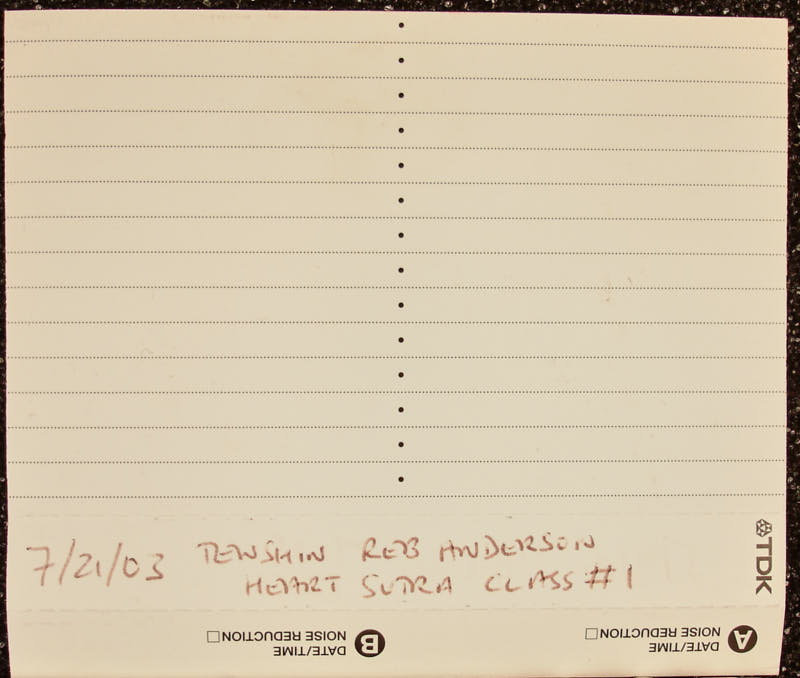 7/21/03 TENSHIN REB ANDERSON
HEART SUTRA CLASS #1
TDK
B DATE/TIME
NOISE REDUCTION
A DATE/TIME
NOISE REDUCTION